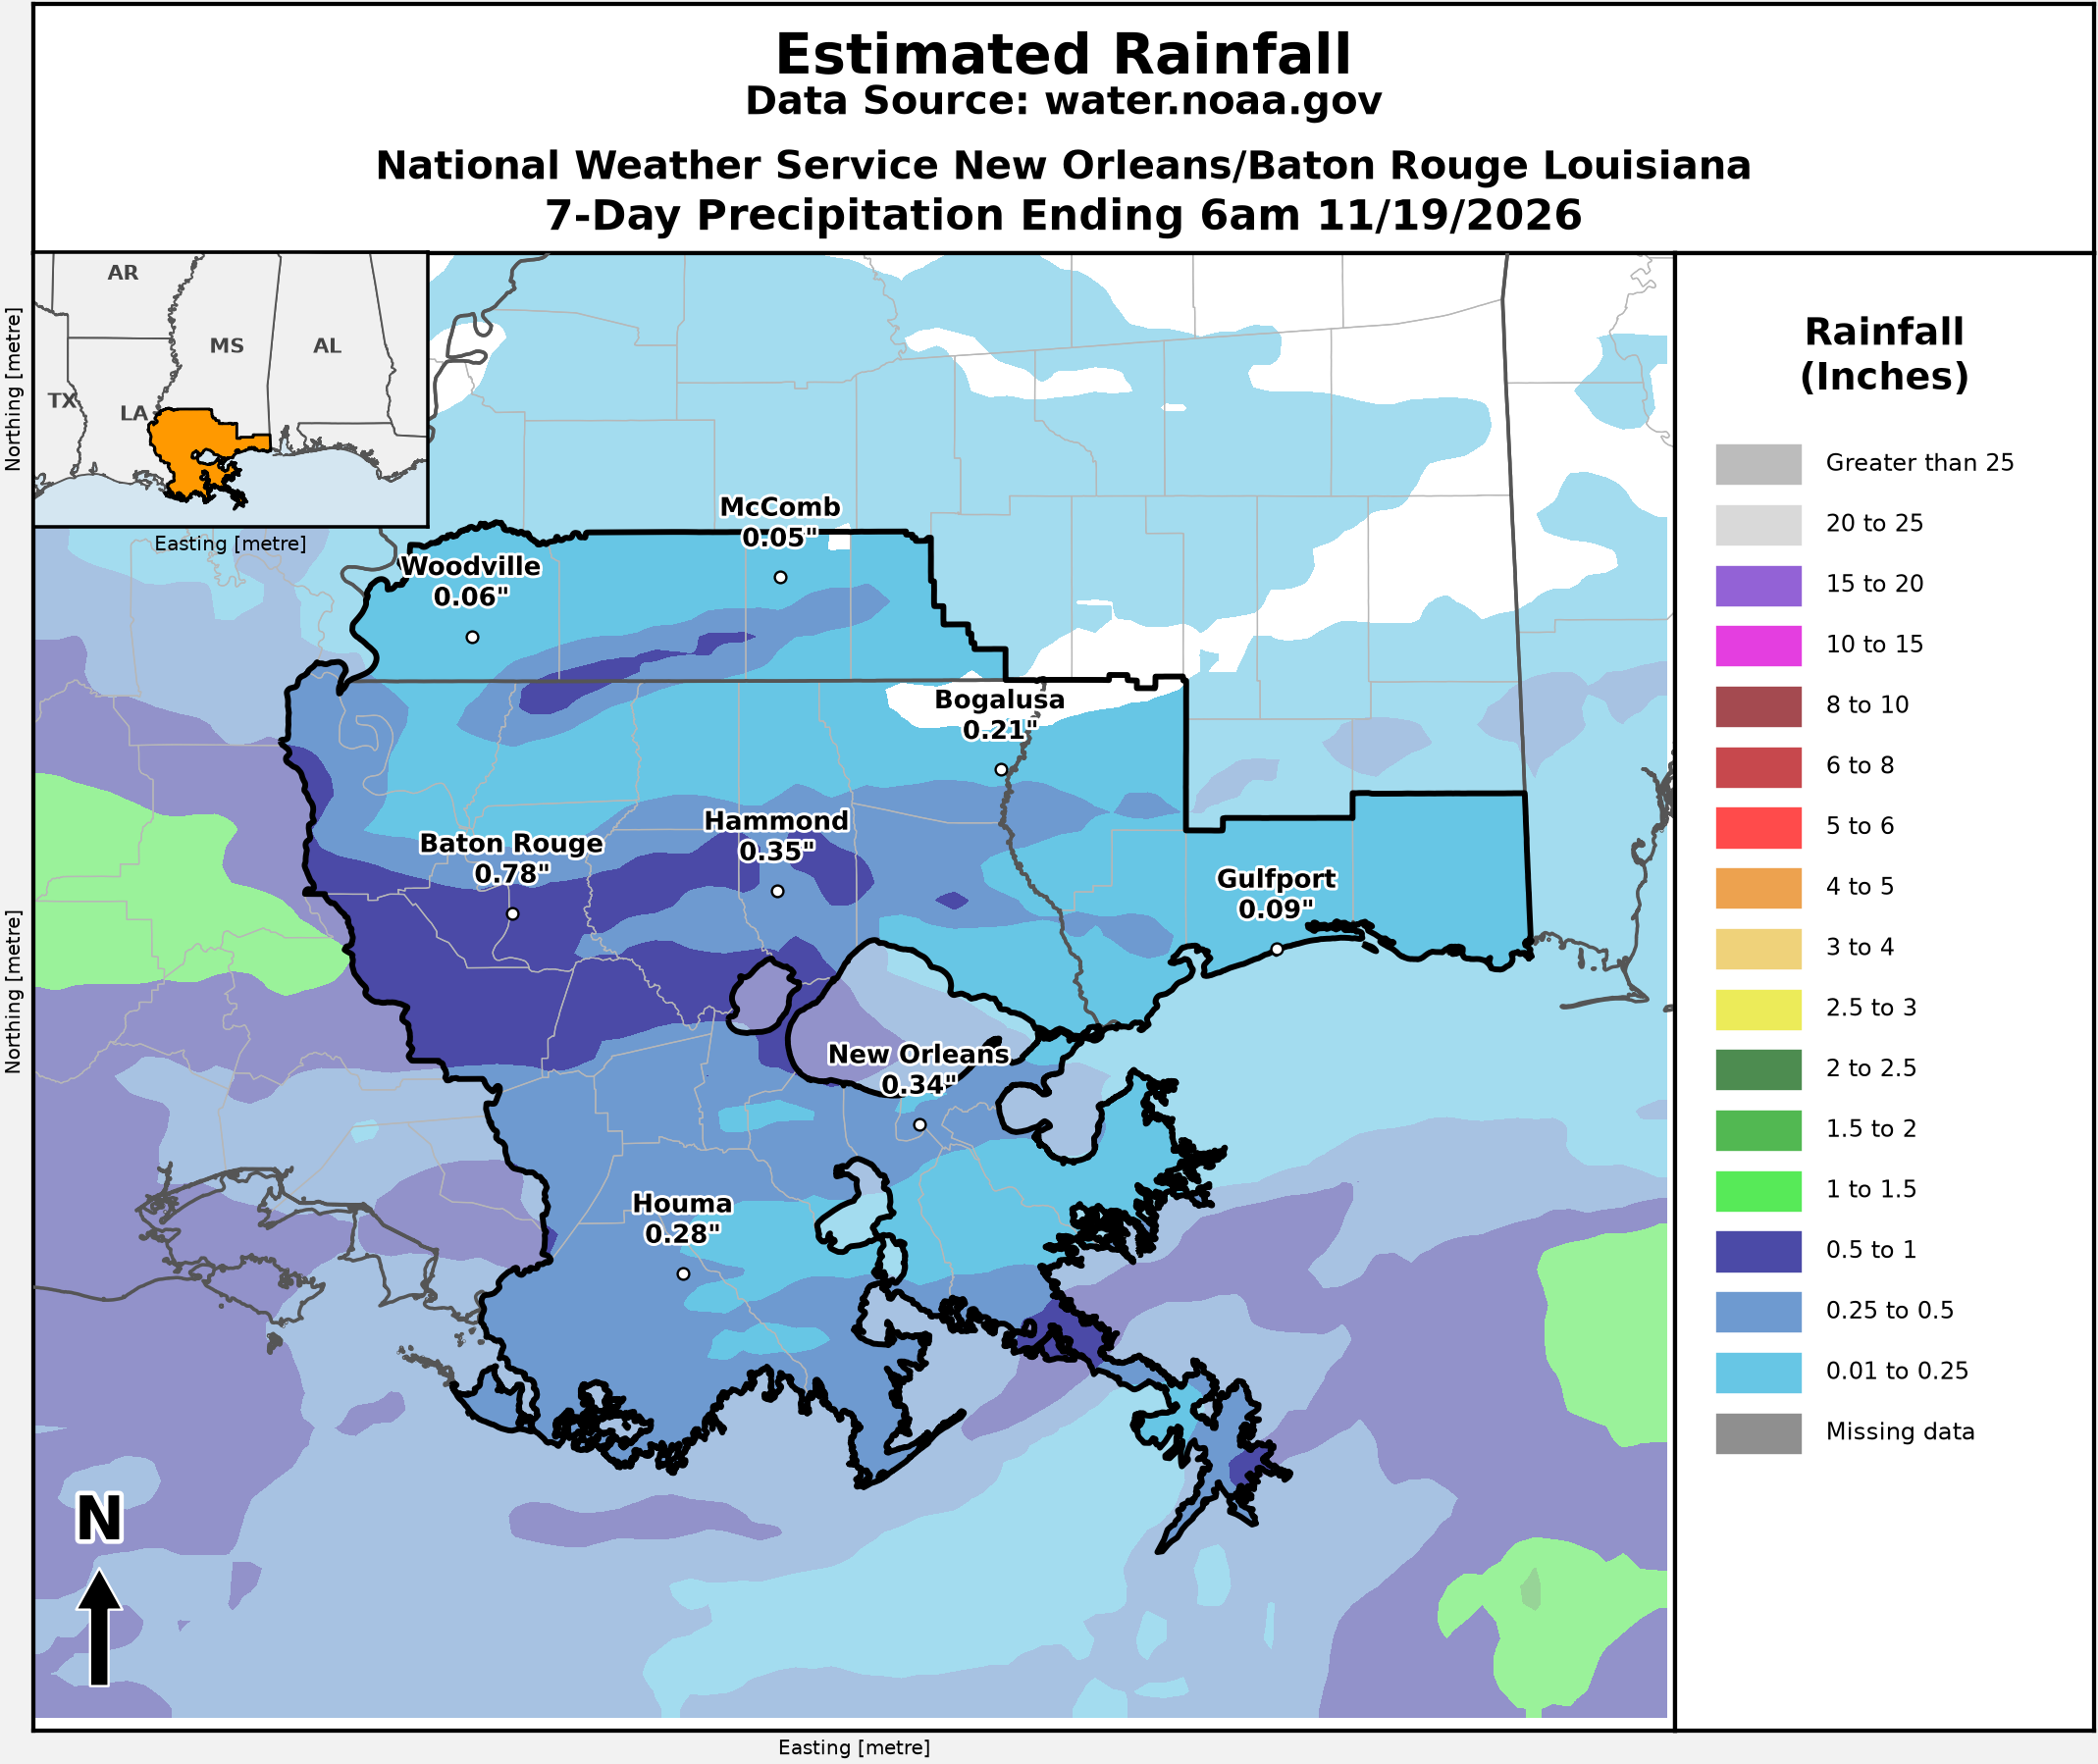 Estimated Rainfall
Data Source: water.noaa.gov
National Weather Service New Orleans/Baton Rouge Louisiana
7-Day Precipitation Ending 6am 11/19/2026
AR
MS
AL
TX
LA
Northing [metre]
Easting [metre]
McComb
0.05"
Woodville
0.06"
Bogalusa
0.21"
Hammond
0.35"
Baton Rouge
0.78"
Gulfport
0.09"
New Orleans
0.34"
Houma
0.28"
N
Northing [metre]
Easting [metre]
Rainfall
(Inches)
Greater than 25
20 to 25
15 to 20
10 to 15
8 to 10
6 to 8
5 to 6
4 to 5
3 to 4
2.5 to 3
2 to 2.5
1.5 to 2
1 to 1.5
0.5 to 1
0.25 to 0.5
0.01 to 0.25
Missing data